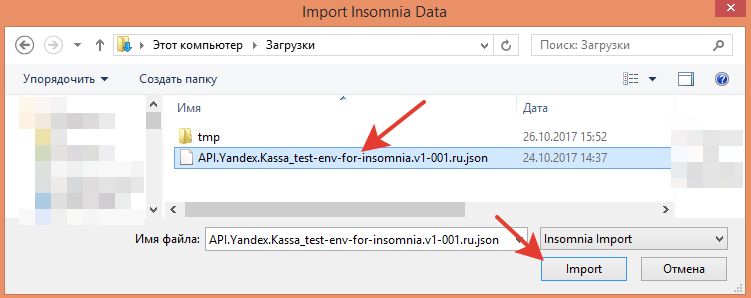 Import Insomnia Data
Этот компьютер Загрузки
Поиск: Загрузки
Упорядочить Создать папку
Имя Дата
tmp 26.10.2017 15:52
API.Yandex.Kassa_test-env-for-insomnia.v1-001.ru.json 24.10.2017 14:37
Имя файла: API.Yandex.Kassa_test-env-for-insomnia.v1-001.ru.json Insomnia Import
Import Отмена